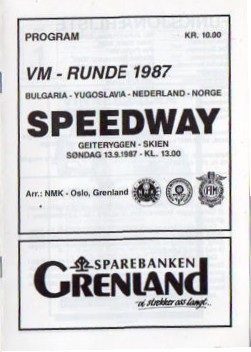 PROGRAM KR. 10.00
VM - RUNDE 1987
BULGARIA - YUGOSLAVIA - NEDERLAND - NORGE
SPEEDWAY
GEITERYGGEN - SKIEN
SØNDAG 13.9.1987 - KL. 13.00
Arr.: NMK - Oslo, Grenland
FIM
SPAREBANKEN
GRENLAND
-vi strekker oss langt..